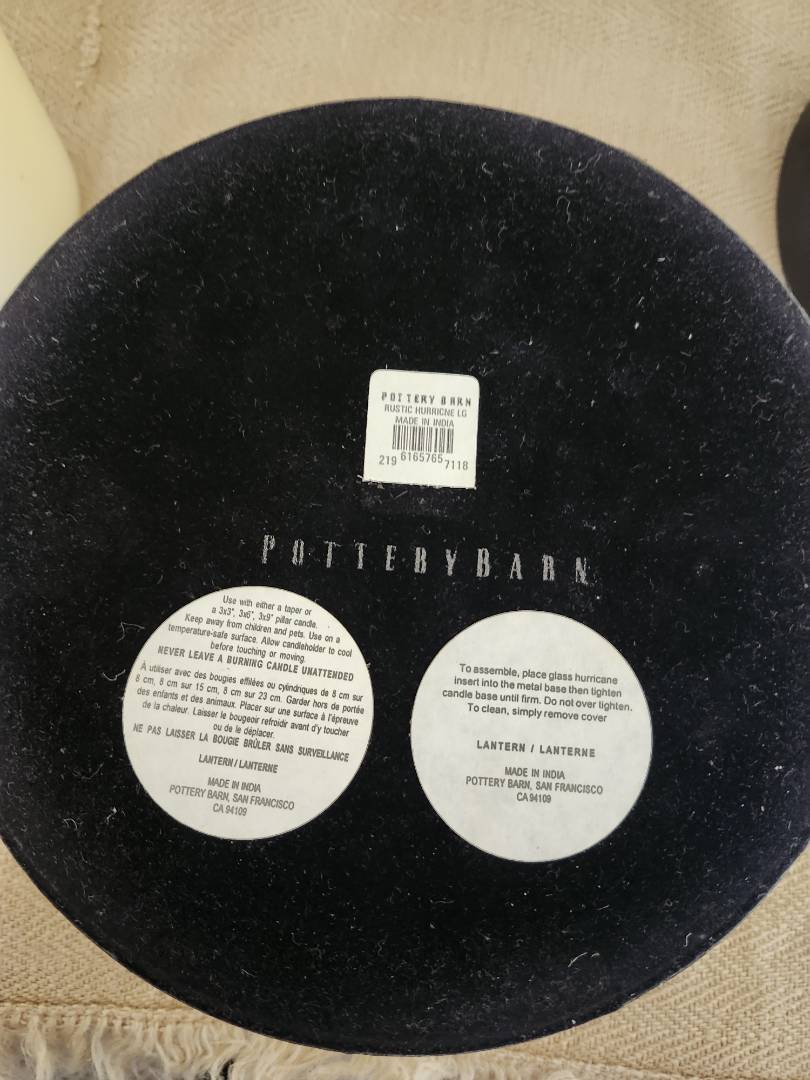 POTTERY BARN
RUSTIC HURRICNE LG
MADE IN INDIA
219 6165765 7118
POTTERYBARN
Use with either a taper or
a 3x3", 3x6", 3x9" pillar candle.
Keep away from children and pets. Use on a
temperature-safe surface. Allow candleholder to cool
before touching or moving.
NEVER LEAVE A BURNING CANDLE UNATTENDED
À utiliser avec des bougies effilées ou cylindriques de 8 cm sur
8 cm, 8 cm sur 15 cm, 8 cm sur 23 cm. Garder hors de portée
des enfants et des animaux. Placer sur une surface à l'épreuve
de la chaleur. Laisser le bougeoir refroidir avant d'y toucher
ou de le déplacer.
NE PAS LAISSER LA BOUGIE BRÛLER SANS SURVEILLANCE
LANTERN / LANTERNE
MADE IN INDIA
POTTERY BARN, SAN FRANCISCO
CA 94109
To assemble, place glass hurricane
insert into the metal base then tighten
candle base until firm. Do not over tighten.
To clean, simply remove cover
LANTERN / LANTERNE
MADE IN INDIA
POTTERY BARN, SAN FRANCISCO
CA 94109